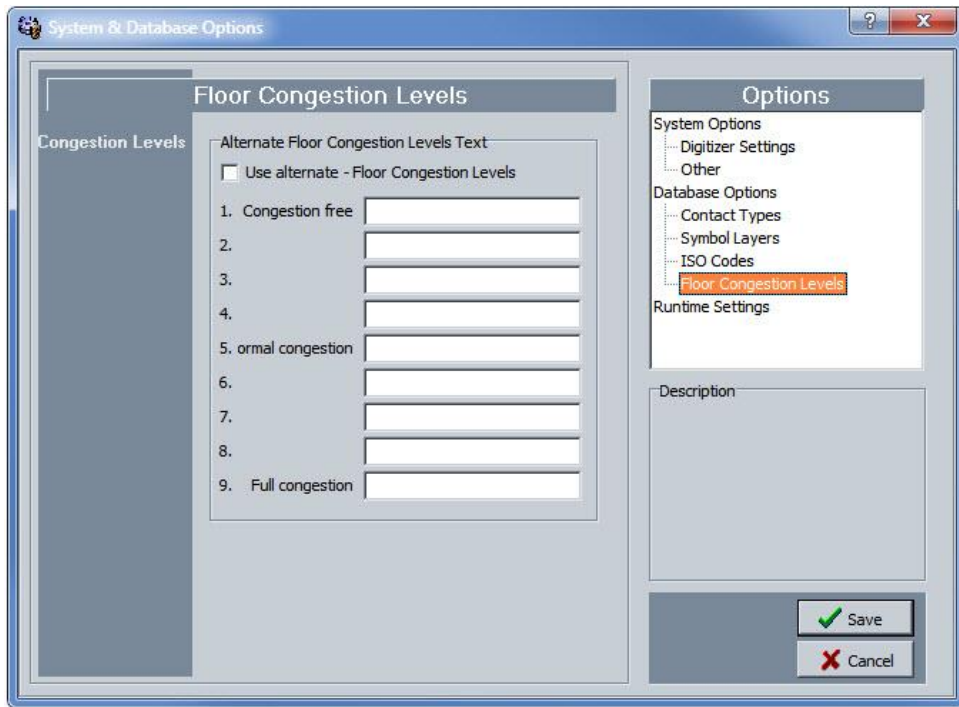 System & Database Options
Floor Congestion Levels
Congestion Levels
Alternate Floor Congestion Levels Text
Use alternate - Floor Congestion Levels
1. Congestion free
2.
3.
4.
5. ormal congestion
6.
7.
8.
9. Full congestion
Options
System Options
Digitizer Settings
Other
Database Options
Contact Types
Symbol Layers
ISO Codes
Floor Congestion Levels
Runtime Settings
Description
Save
Cancel